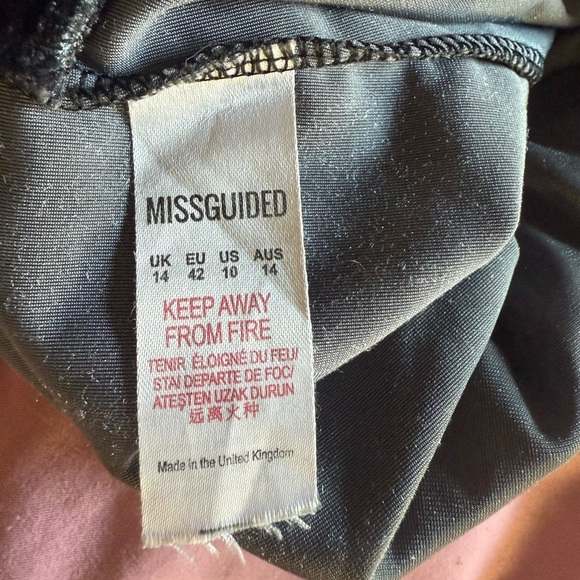 MISSGUIDED
UK EU US AUS
14 42 10 14
KEEP AWAY
FROM FIRE
TENIR ÉLOIGNÉ DU FEU/
STAI DEPARTE DE FOC/
ATEŞTEN UZAK DURUN
远离火种
Made in the United Kingdom